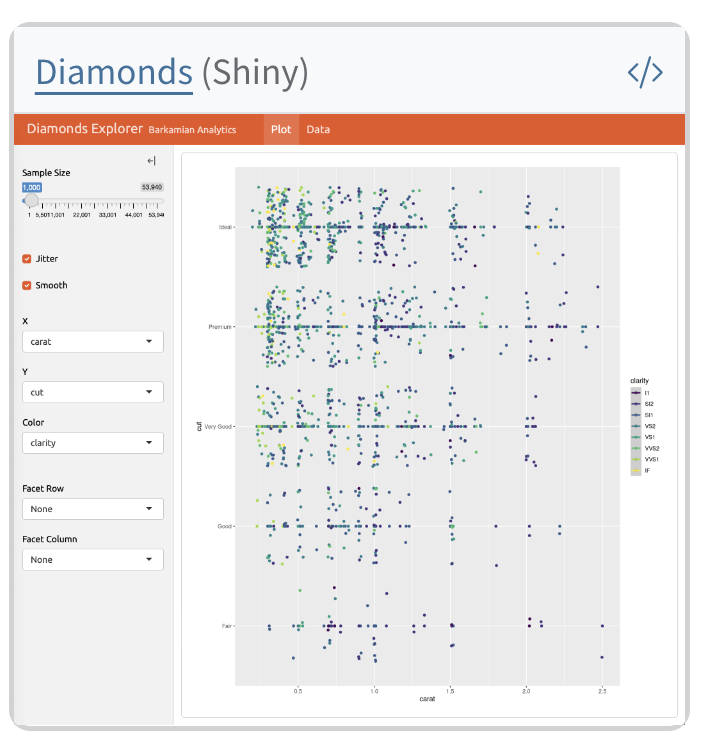 Diamonds (Shiny) </>
Diamonds Explorer Barkamian Analytics Plot Data
Sample Size
1,000 53,940
1 5,501 11,001 22,001 33,001 44,001 53,94
Jitter
Smooth
X
carat
Y
cut
Color
clarity
Facet Row
None
Facet Column
None
cut
Ideal
Premium
Very Good
Good
Fair
0.5 1.0 1.5 2.0 2.5
carat
clarity
I1
SI2
SI1
VS2
VS1
VVS2
VVS1
IF